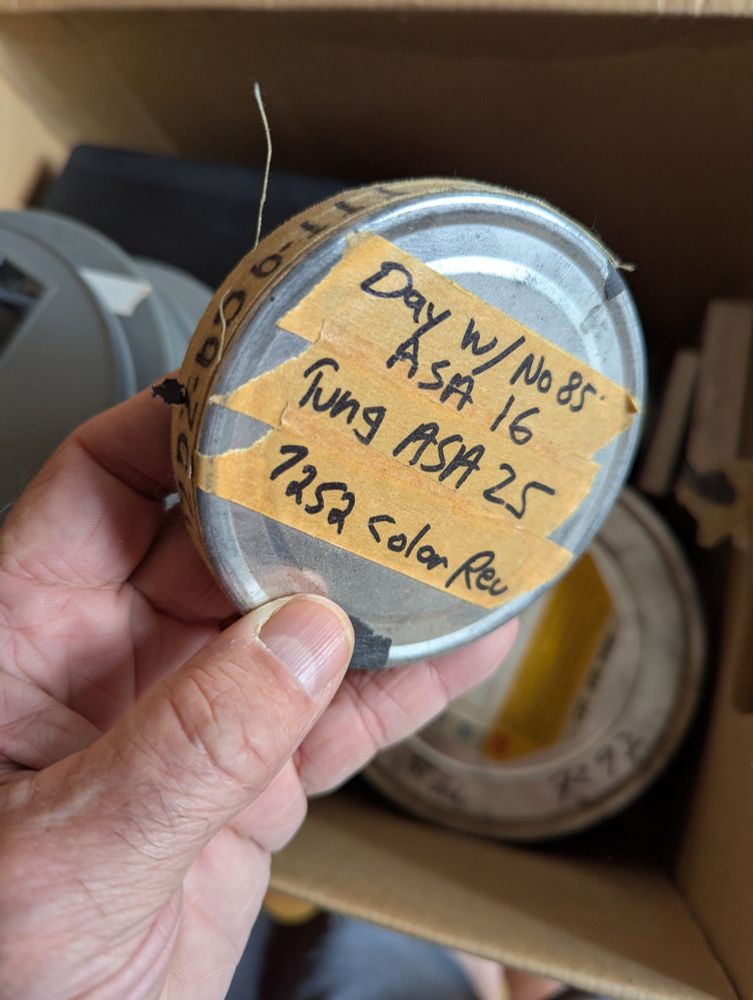 Day W/ No 85
ASA 16
Tung ASA 25
7252 Color Rev